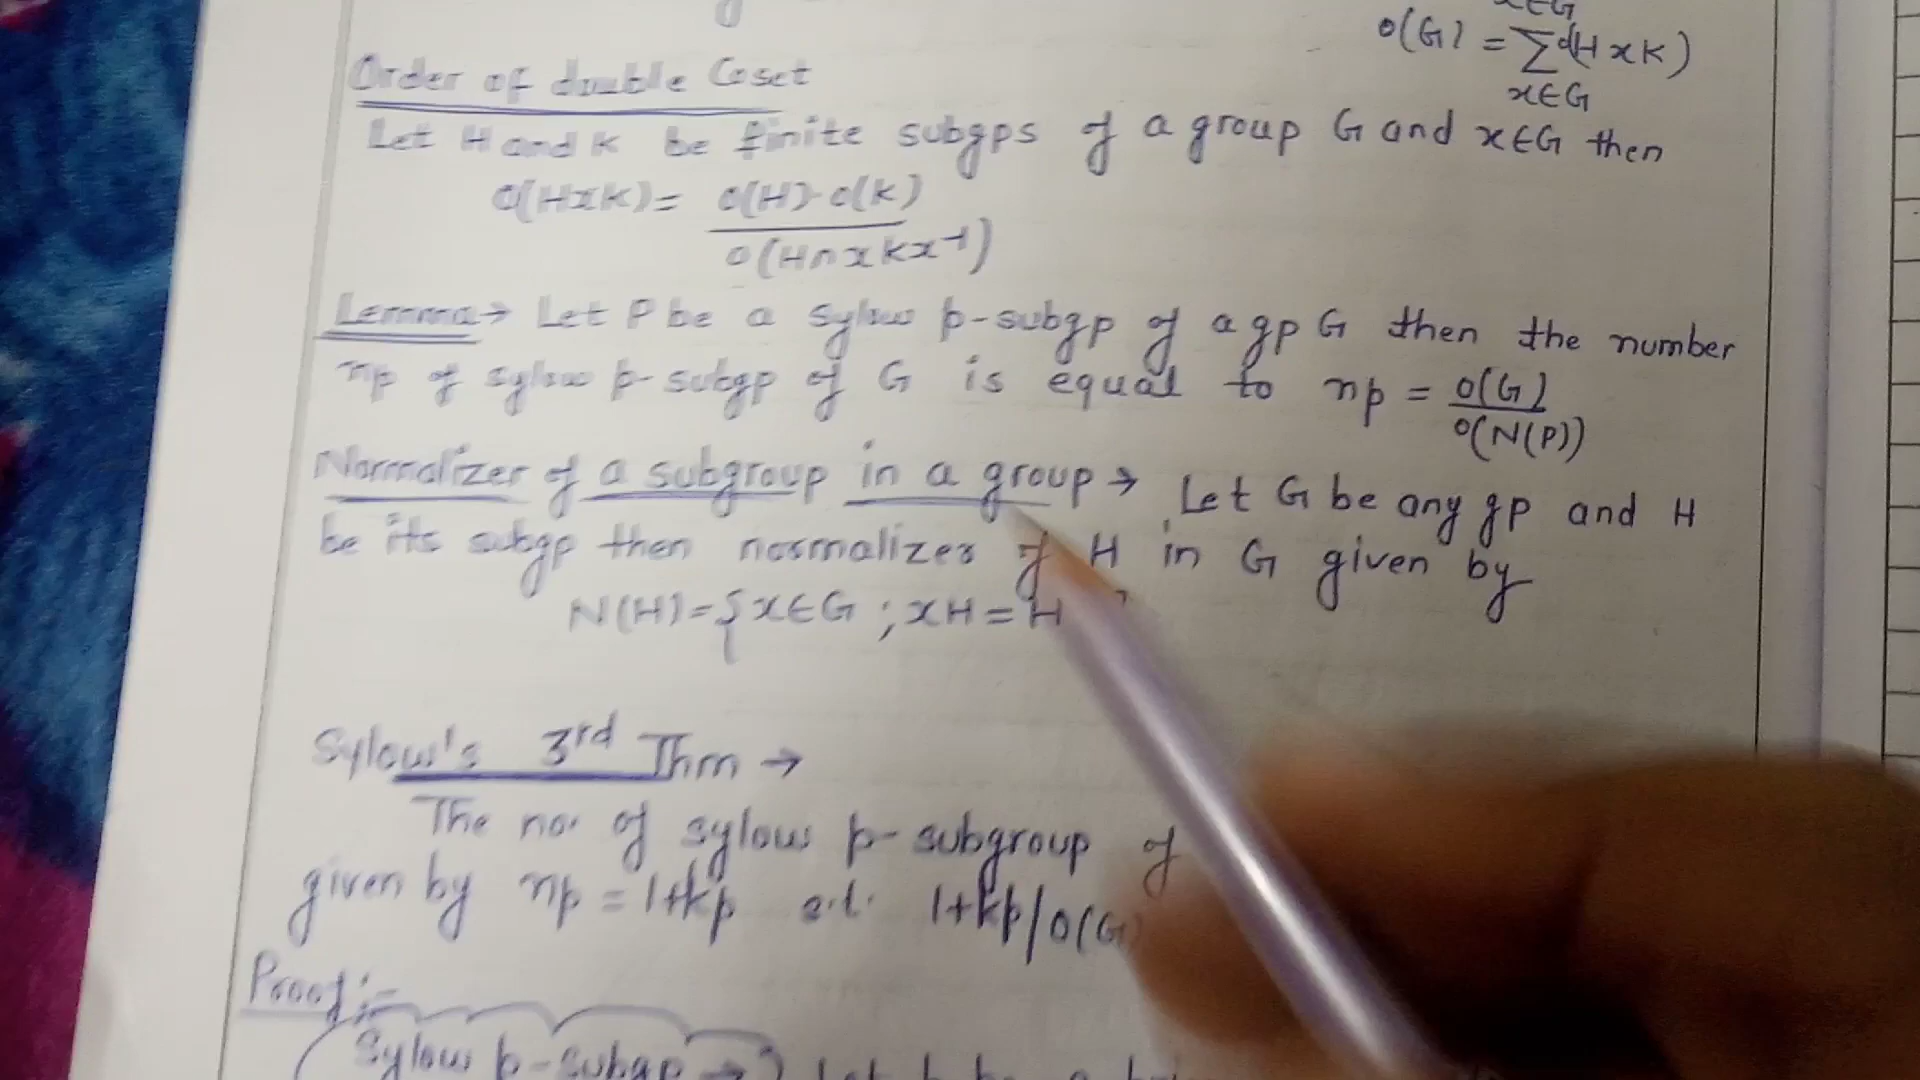 x∈G
o(G) = Σ o(HxK)
x∈G
Order of double Coset
Let H and K be finite subgps of a group G and x∈G then
o(HxK) = o(H)·o(K)
o(H∩xKx⁻¹)
Lemma → Let P be a sylow p-subgp of a gp G then the number
np of sylow p-subgp of G is equal to np = o(G)
o(N(P))
Normalizer of a subgroup in a group → Let G be any gp and H
be its subgp then normalizer of H in G given by
N(H) = {x∈G ; xH = H
Sylow's 3rd Thm →
The no. of sylow p-subgroup of
given by np = 1+kp s.t. 1+kp/o(G)
Proof :-
Sylow p-subgp → Let p be a